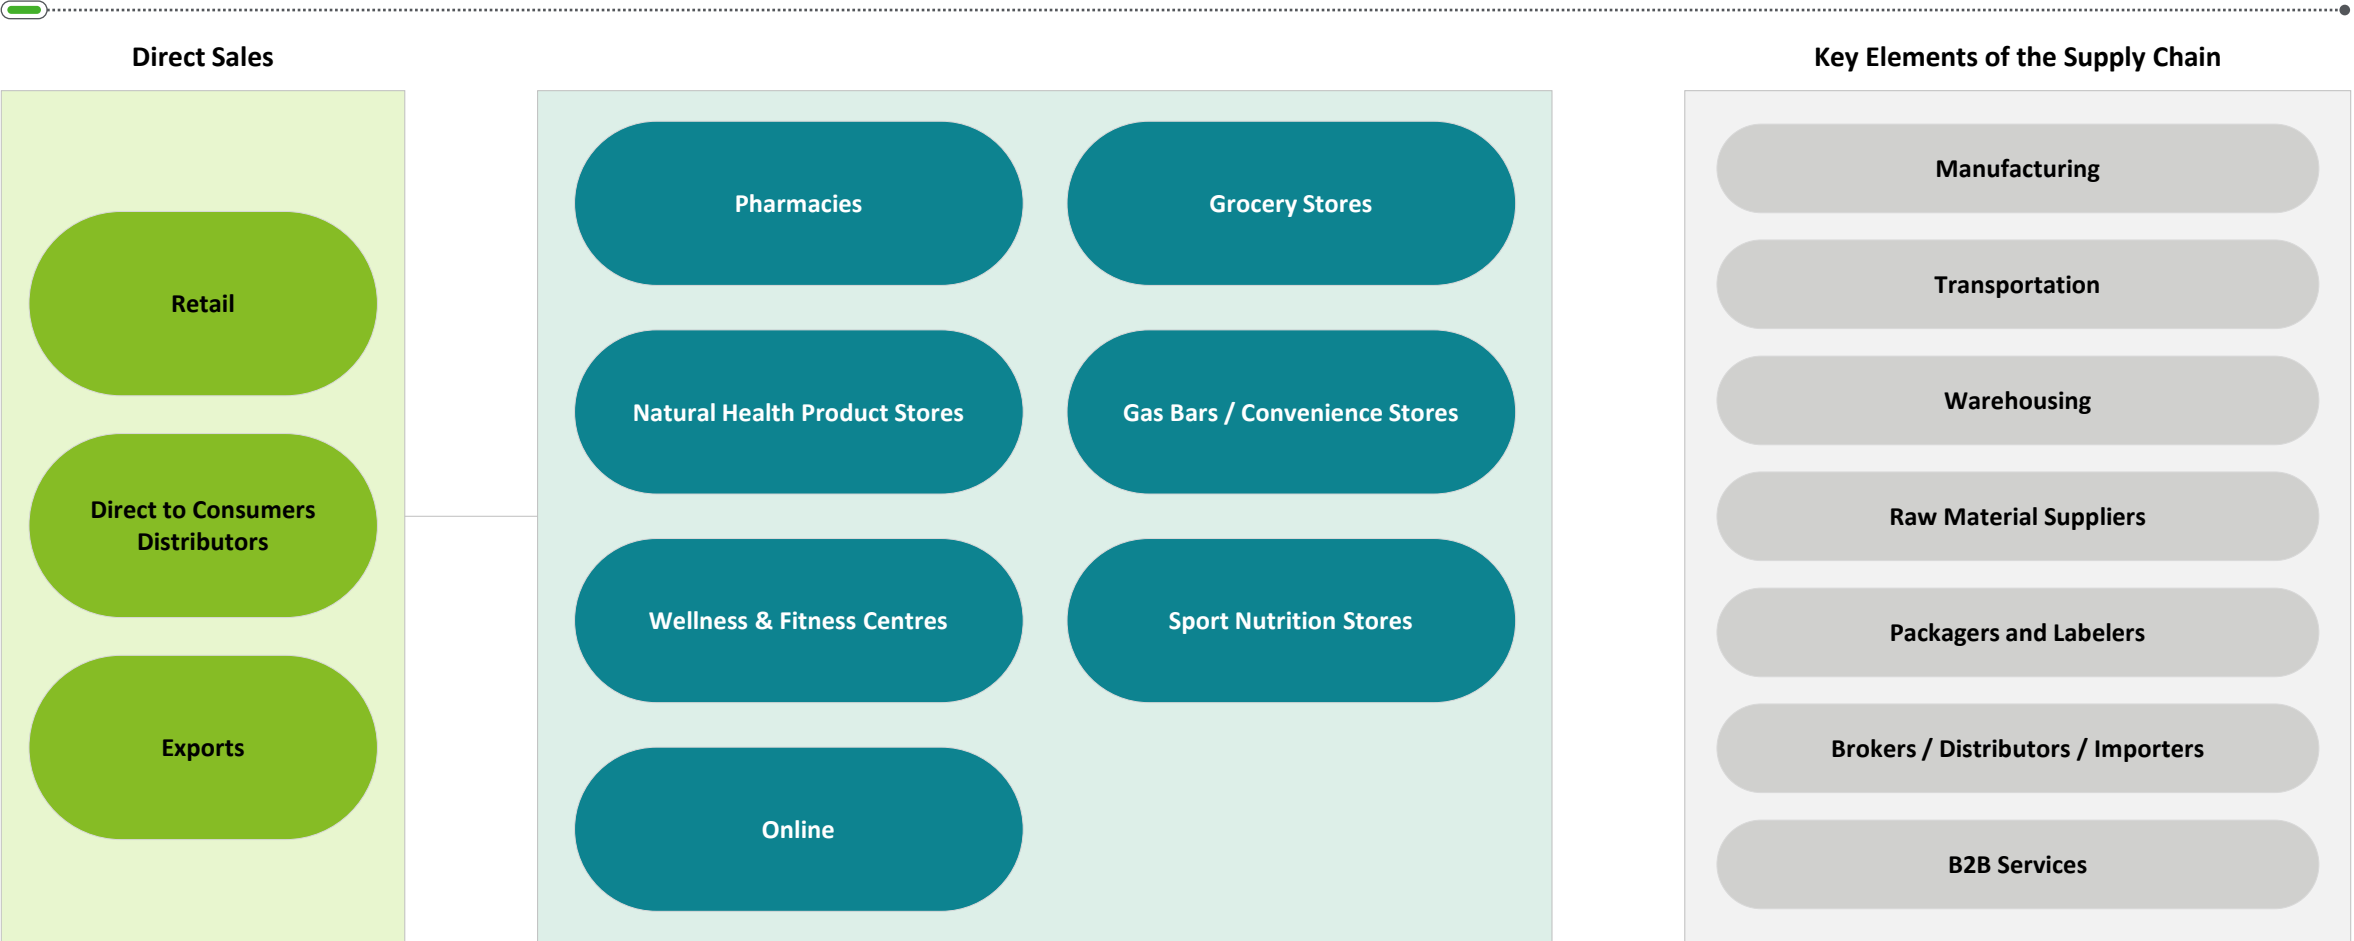 Direct Sales
Key Elements of the Supply Chain
Retail
Direct to Consumers
Distributors
Exports
Pharmacies
Grocery Stores
Natural Health Product Stores
Gas Bars / Convenience Stores
Wellness & Fitness Centres
Sport Nutrition Stores
Online
Manufacturing
Transportation
Warehousing
Raw Material Suppliers
Packagers and Labelers
Brokers / Distributors / Importers
B2B Services